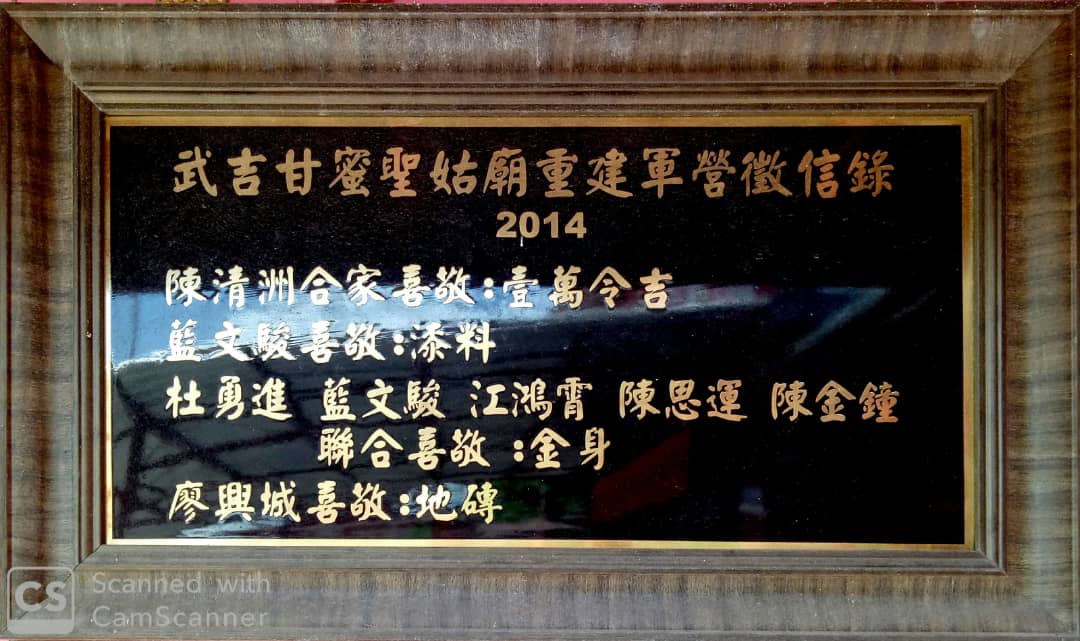 武吉甘蜜聖姑廟重建軍營徵信錄
2014
陳清洲合家喜敬:壹萬令吉
藍文駿喜敬:漆料
杜勇進 藍文駿 江鴻霄 陳思運 陳金鐘
聯合喜敬 :金身
廖興城喜敬:地磚
CS Scanned with
CamScanner